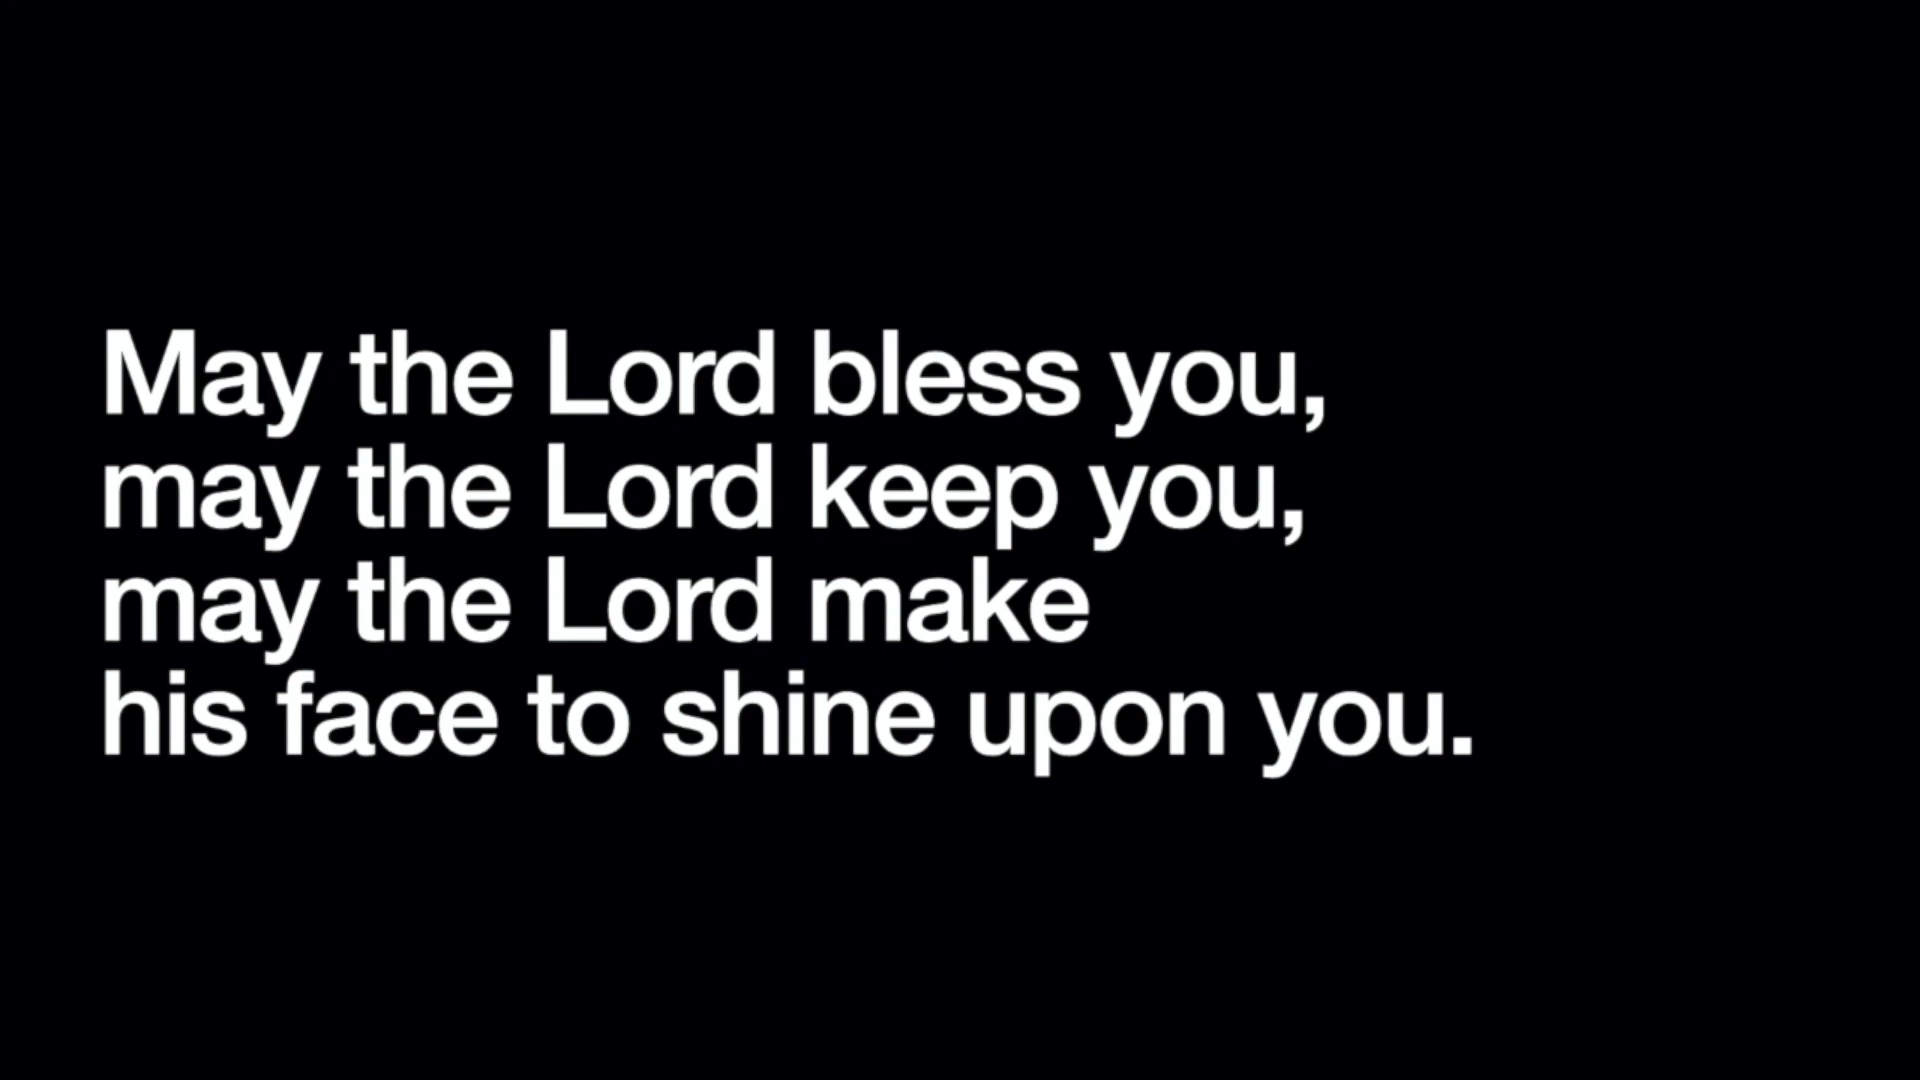 May the Lord bless you,
may the Lord keep you,
may the Lord make
his face to shine upon you.